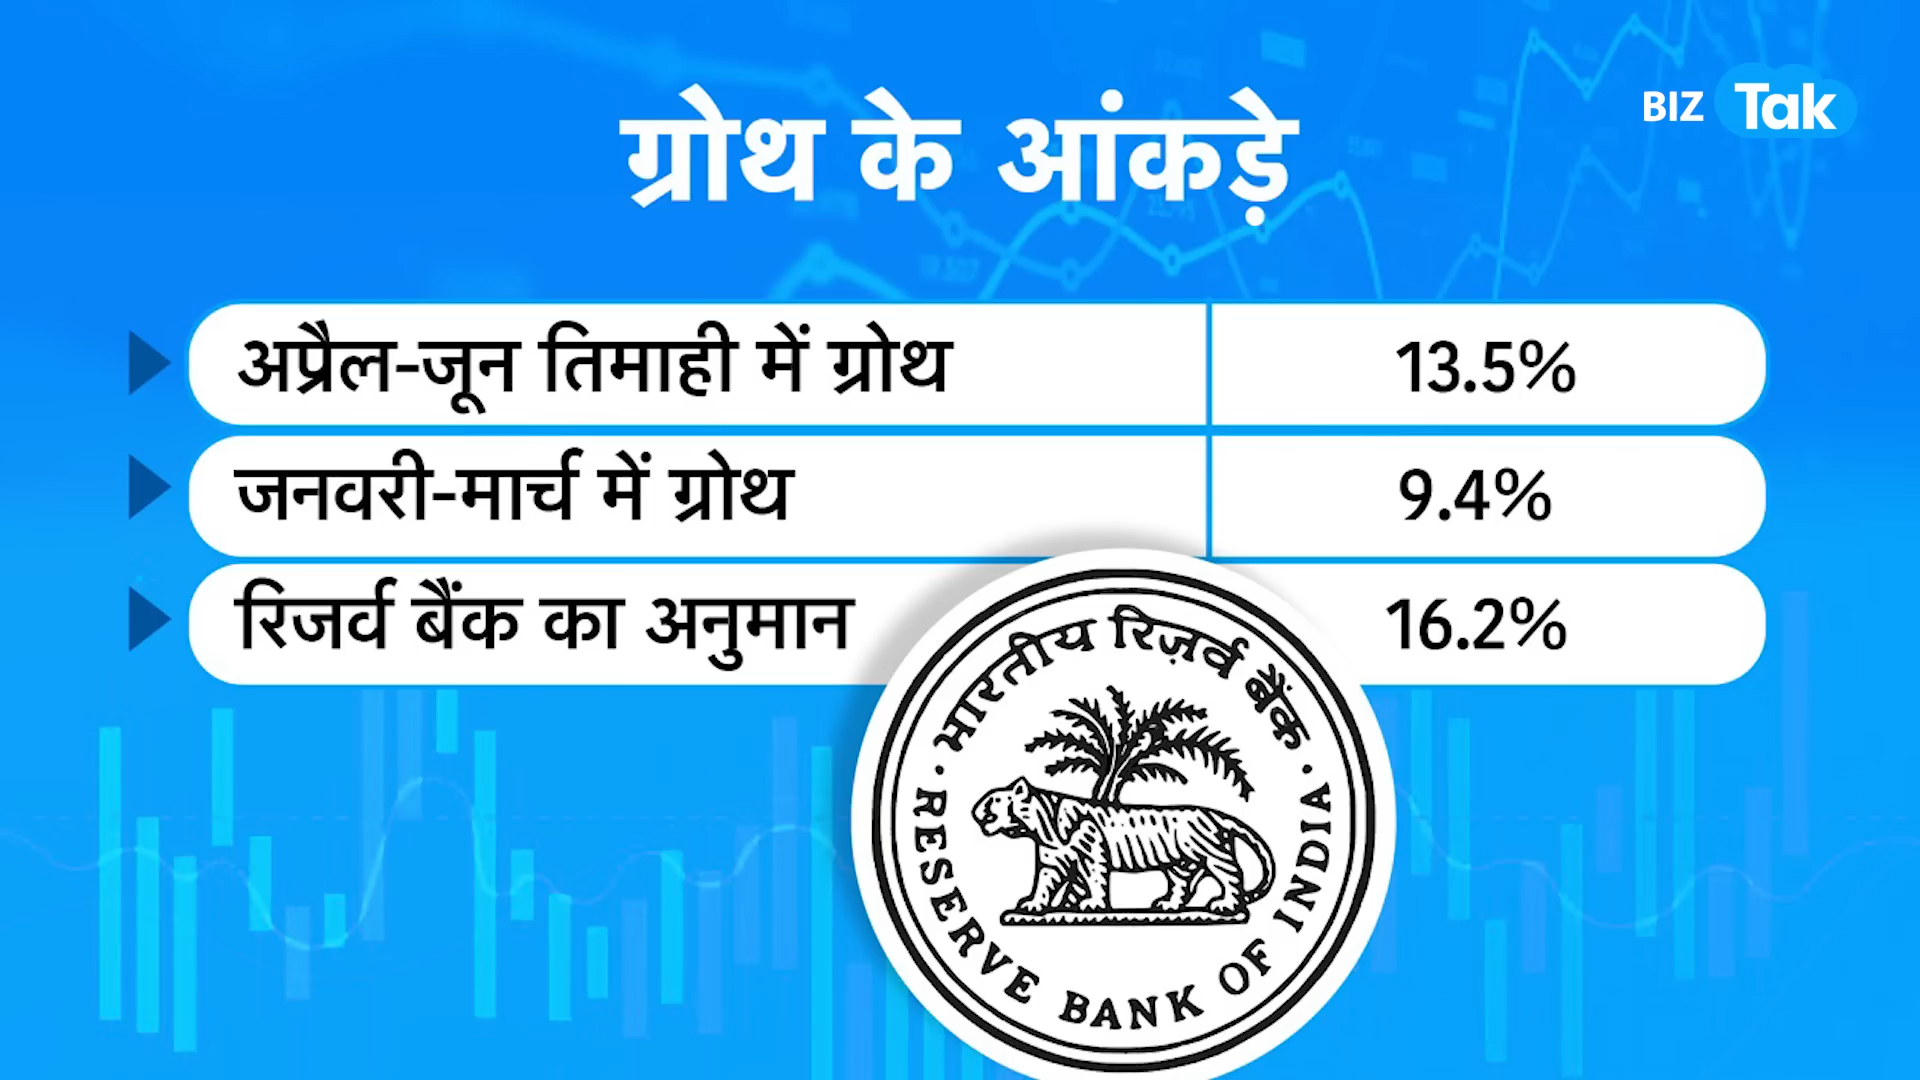 BIZ Tak
ग्रोथ के आंकड़े
अप्रैल-जून तिमाही में ग्रोथ 13.5%
जनवरी-मार्च में ग्रोथ 9.4%
रिजर्व बैंक का अनुमान 16.2%
भारतीय रिज़र्व बैंक
RESERVE BANK OF INDIA